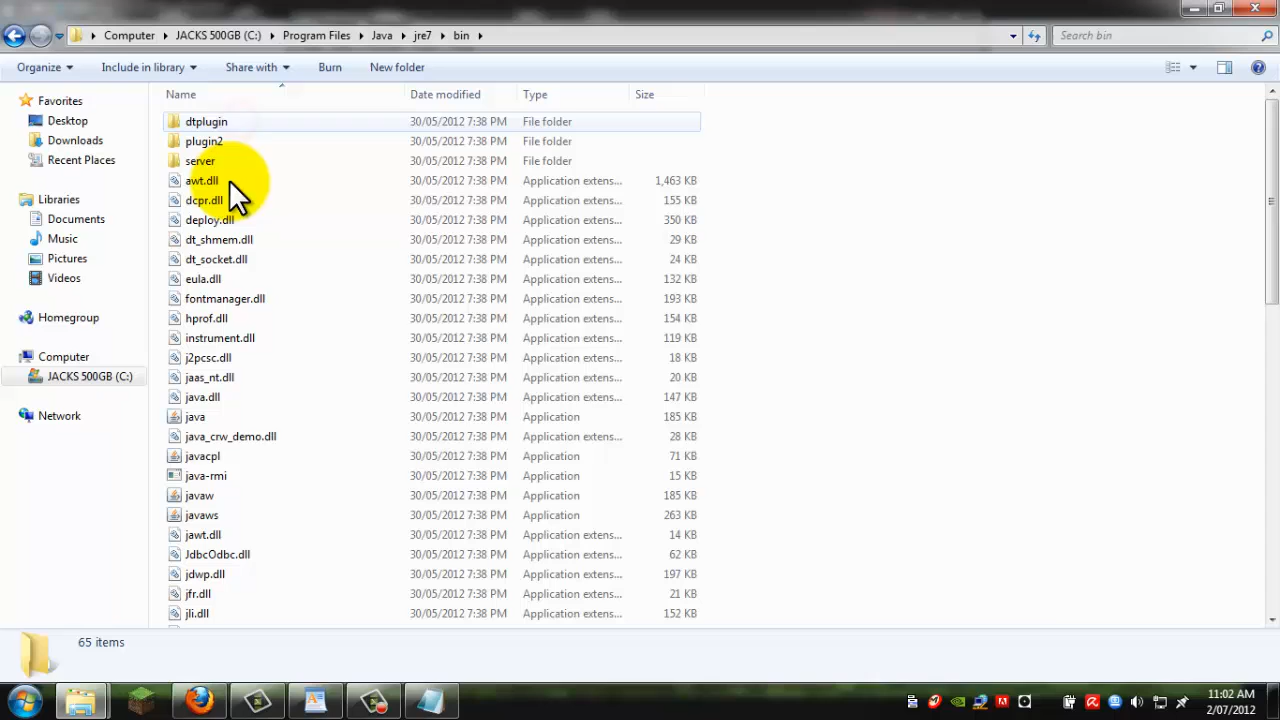 Computer JACKS 500GB (C:) Program Files Java jre7 bin Search bin
Organize Include in library Share with Burn New folder
Name Date modified Type Size
Favorites
Desktop
Downloads
Recent Places
Libraries
Documents
Music
Pictures
Videos
Homegroup
Computer
JACKS 500GB (C:)
Network
dtplugin 30/05/2012 7:38 PM File folder
plugin2 30/05/2012 7:38 PM File folder
server 30/05/2012 7:38 PM File folder
awt.dll 30/05/2012 7:38 PM Application extens... 1,463 KB
dcpr.dll 30/05/2012 7:38 PM Application extens... 155 KB
deploy.dll 30/05/2012 7:38 PM Application extens... 350 KB
dt_shmem.dll 30/05/2012 7:38 PM Application extens... 29 KB
dt_socket.dll 30/05/2012 7:38 PM Application extens... 24 KB
eula.dll 30/05/2012 7:38 PM Application extens... 132 KB
fontmanager.dll 30/05/2012 7:38 PM Application extens... 193 KB
hprof.dll 30/05/2012 7:38 PM Application extens... 154 KB
instrument.dll 30/05/2012 7:38 PM Application extens... 119 KB
j2pcsc.dll 30/05/2012 7:38 PM Application extens... 18 KB
jaas_nt.dll 30/05/2012 7:38 PM Application extens... 20 KB
java.dll 30/05/2012 7:38 PM Application extens... 147 KB
java 30/05/2012 7:38 PM Application 185 KB
java_crw_demo.dll 30/05/2012 7:38 PM Application extens... 28 KB
javacpl 30/05/2012 7:38 PM Application 71 KB
java-rmi 30/05/2012 7:38 PM Application 15 KB
javaw 30/05/2012 7:38 PM Application 185 KB
javaws 30/05/2012 7:38 PM Application 263 KB
jawt.dll 30/05/2012 7:38 PM Application extens... 14 KB
JdbcOdbc.dll 30/05/2012 7:38 PM Application extens... 62 KB
jdwp.dll 30/05/2012 7:38 PM Application extens... 197 KB
jfr.dll 30/05/2012 7:38 PM Application extens... 21 KB
jli.dll 30/05/2012 7:38 PM Application extens... 152 KB
65 items
11:02 AM
2/07/2012